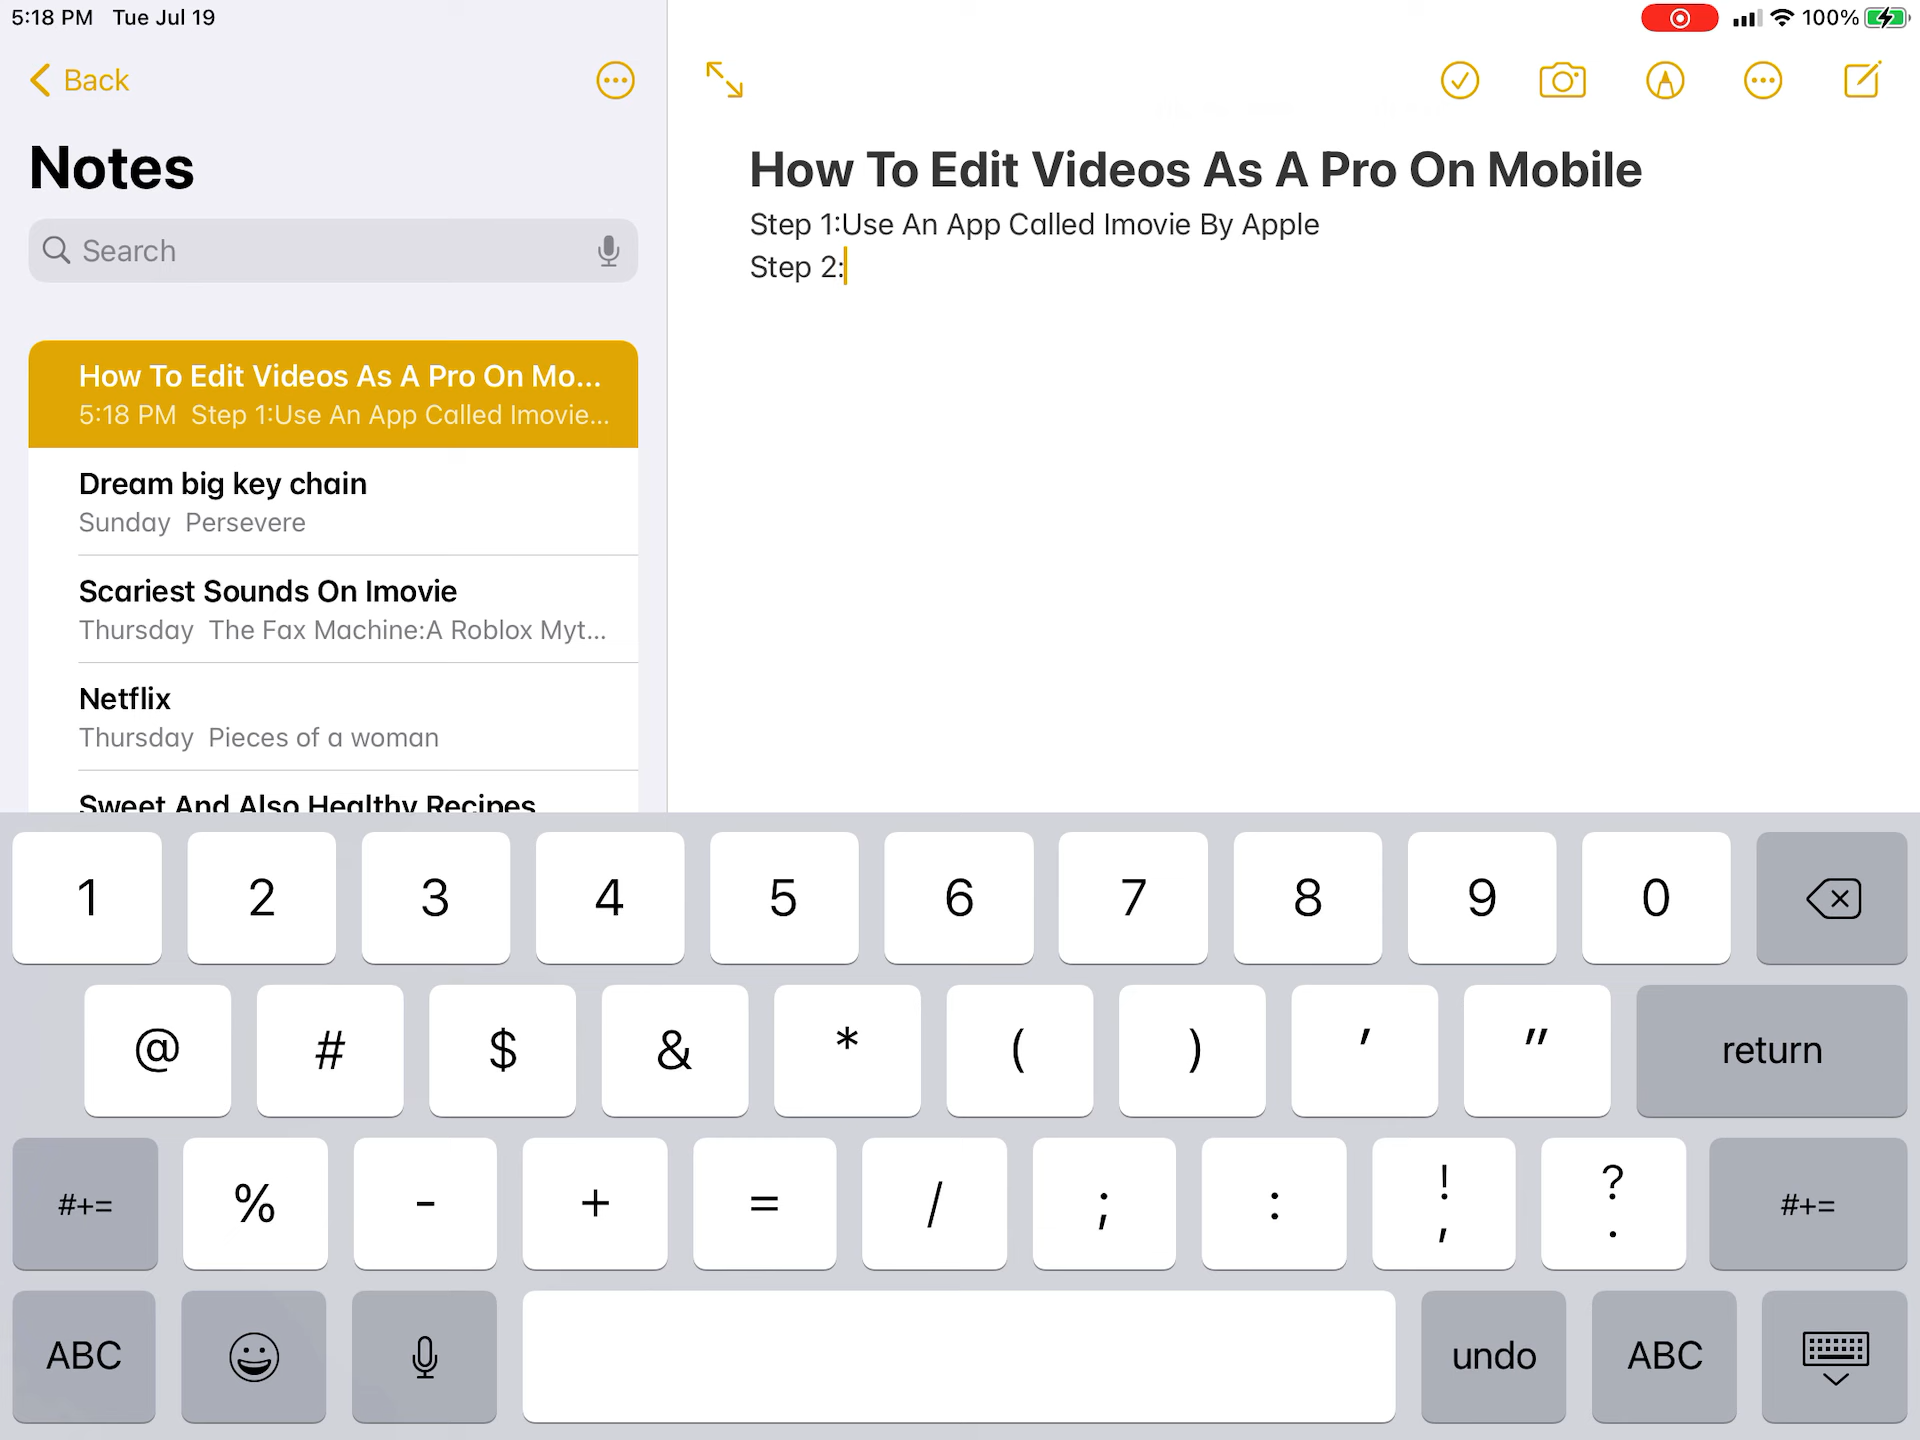 5:18 PM Tue Jul 19
100%
Back
Notes
Search
How To Edit Videos As A Pro On Mo...
5:18 PM Step 1:Use An App Called Imovie...
Dream big key chain
Sunday Persevere
Scariest Sounds On Imovie
Thursday The Fax Machine:A Roblox Myt...
Netflix
Thursday Pieces of a woman
Sweet And Also Healthy Recipes
How To Edit Videos As A Pro On Mobile
Step 1:Use An App Called Imovie By Apple
Step 2:
1 2 3 4 5 6 7 8 9 0
@ # $ & * ( ) ' " return
#+= % - + = / ; : ! , ? . #+=
ABC undo ABC